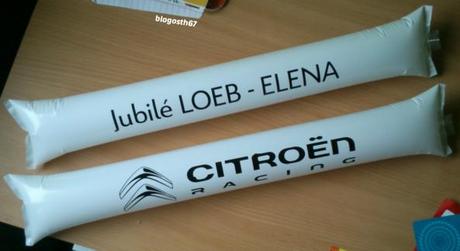 blogosth67
Jubilé LOEB - ELENA
CITROËN
RACING